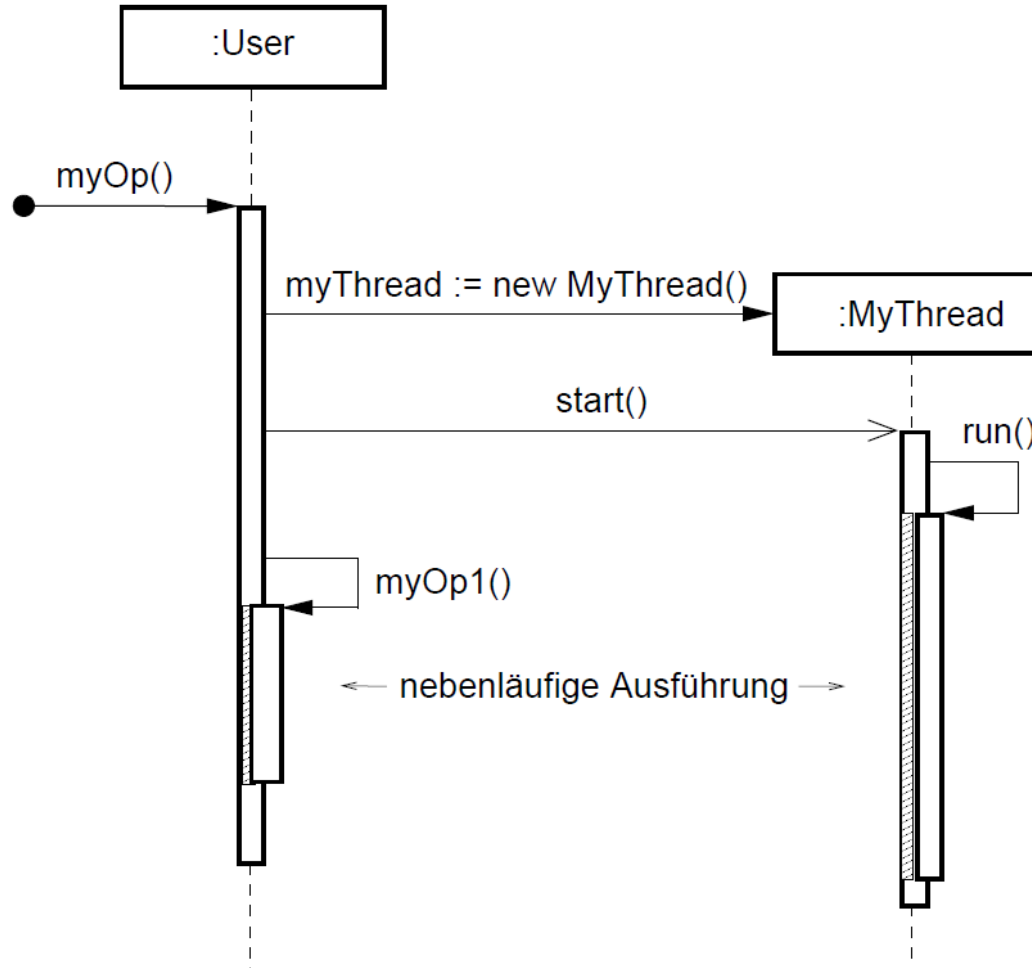 :User
myOp()
myThread := new MyThread()
:MyThread
start()
run()
myOp1()
nebenläufige Ausführung